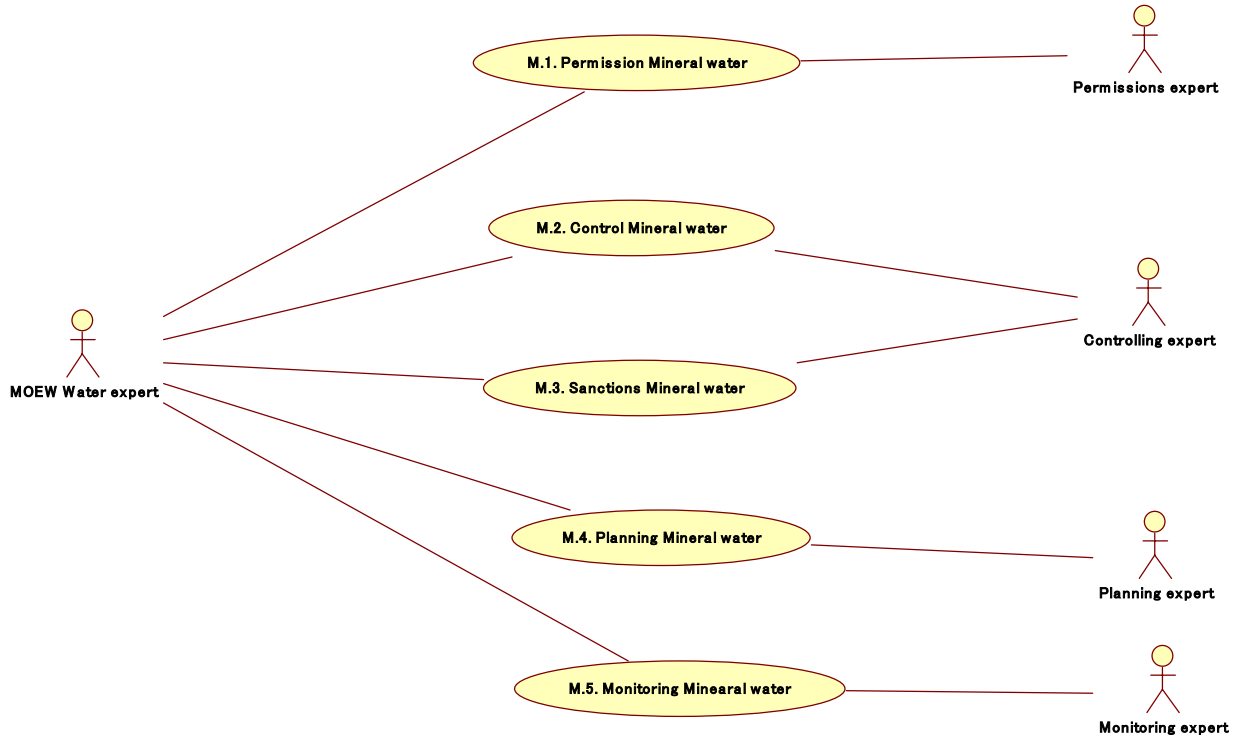 M.1. Permission Mineral water
Permissions expert
M.2. Control Mineral water
Controlling expert
MOEW Water expert
M.3. Sanctions Mineral water
M.4. Planning Mineral water
Planning expert
M.5. Monitoring Minearal water
Monitoring expert